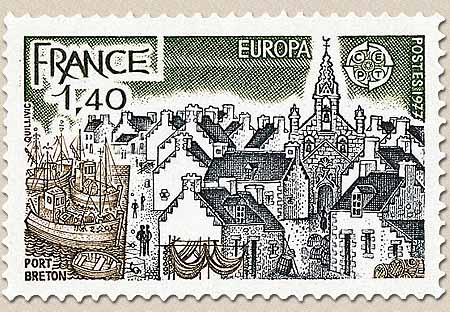 FRANCE
1,40
EUROPA
CEPT
POSTES 1977
QUILLIVIC
PORT
BRETON